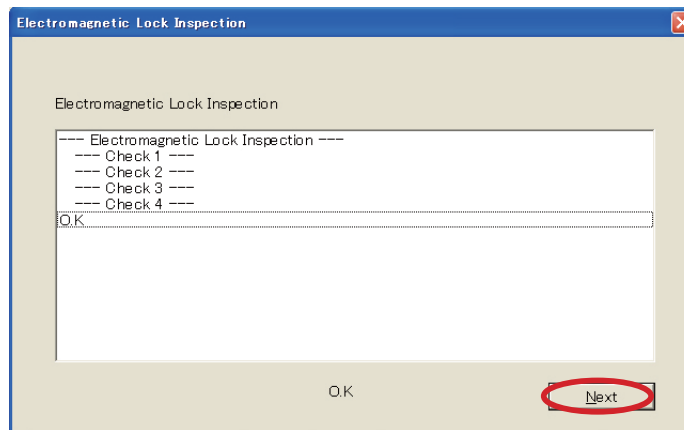 Electromagnetic Lock Inspection
Electromagnetic Lock Inspection
--- Electromagnetic Lock Inspection ---
--- Check 1 ---
--- Check 2 ---
--- Check 3 ---
--- Check 4 ---
O.K
O.K
Next